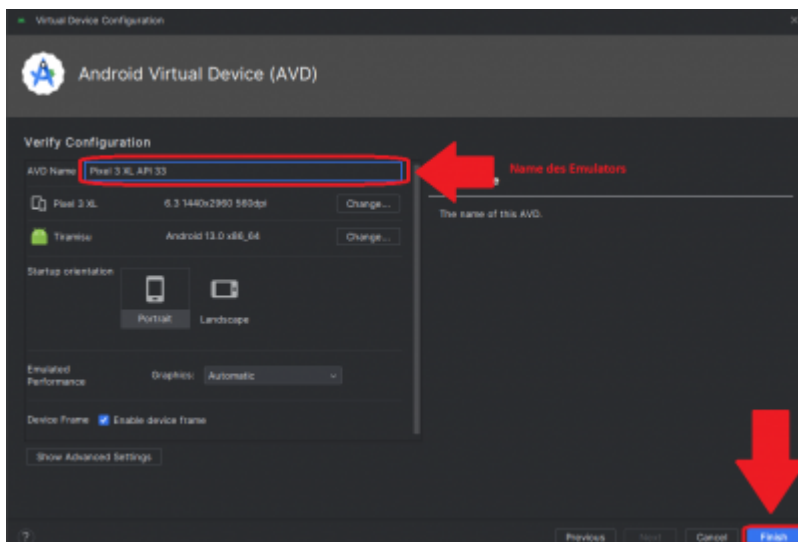 Virtual Device Configuration
Android Virtual Device (AVD)
Verify Configuration
AVD Name Pixel 3 XL API 33
Name des Emulators
Pixel 3 XL 6.3 1440x2960 560dpi Change...
The name of this AVD.
Tiramisu Android 13.0 x86_64 Change...
Startup orientation
Portrait Landscape
Emulated Performance Graphics: Automatic
Device Frame Enable device frame
Show Advanced Settings
? Previous Next Cancel Finish